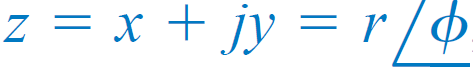 z = x + jy = r/ϕ